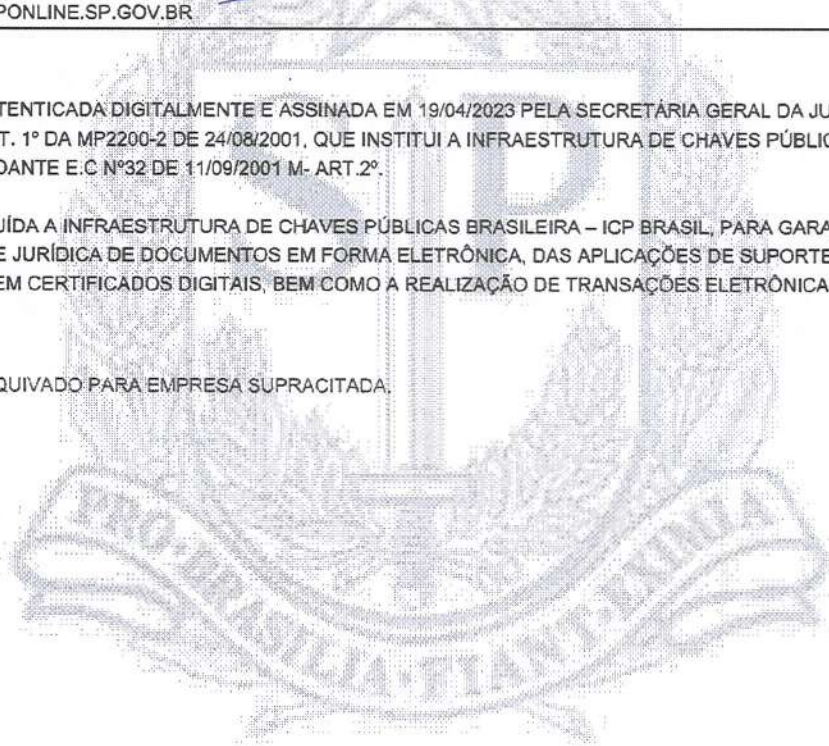 PONLINE.SP.GOV.BR
TENTICADA DIGITALMENTE E ASSINADA EM 19/04/2023 PELA SECRETÁRIA GERAL DA JU
T. 1º DA MP2200-2 DE 24/08/2001, QUE INSTITUI A INFRAESTRUTURA DE CHAVES PÚBLIC
DANTE E.C Nº32 DE 11/09/2001 M- ART.2º.
UÍDA A INFRAESTRUTURA DE CHAVES PÚBLICAS BRASILEIRA – ICP BRASIL, PARA GARA
E JURÍDICA DE DOCUMENTOS EM FORMA ELETRÔNICA, DAS APLICAÇÕES DE SUPORTE
EM CERTIFICADOS DIGITAIS, BEM COMO A REALIZAÇÃO DE TRANSAÇÕES ELETRÔNICA
QUIVADO PARA EMPRESA SUPRACITADA.
SP
PRO·BRASILIA·FIANT·EXIMIA